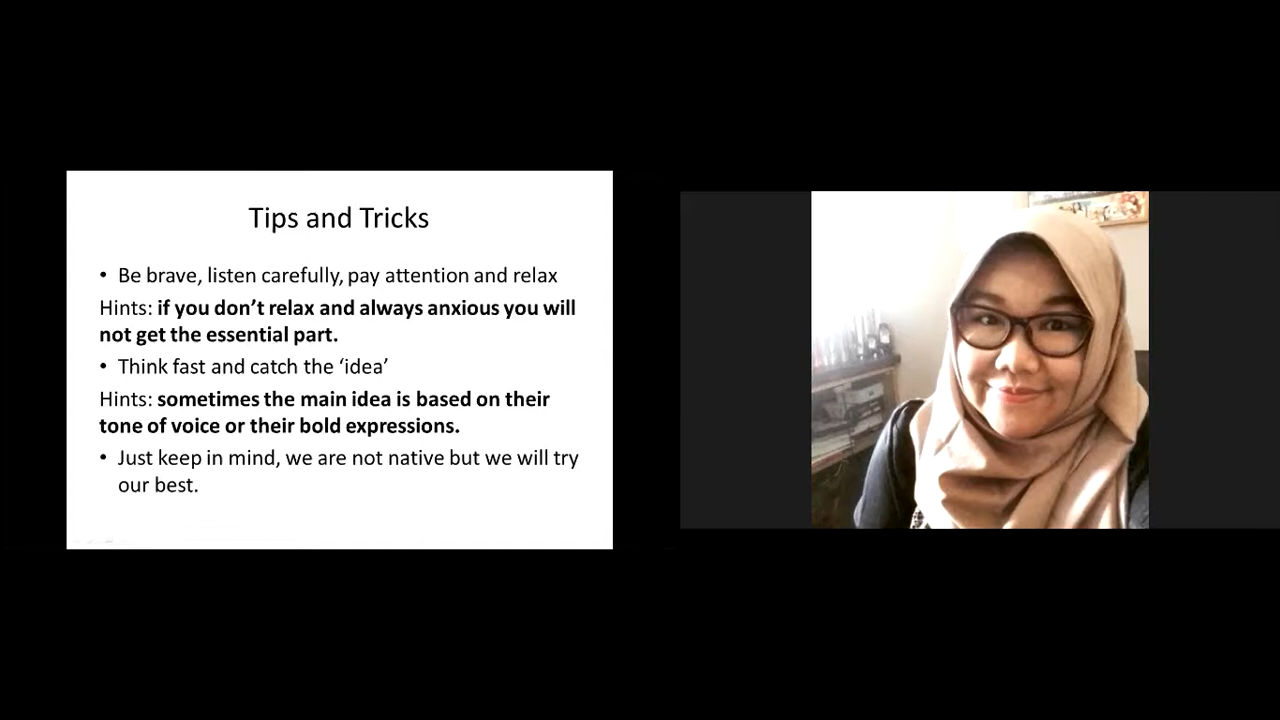 Tips and Tricks
• Be brave, listen carefully, pay attention and relax
Hints: if you don’t relax and always anxious you will
not get the essential part.
• Think fast and catch the ‘idea’
Hints: sometimes the main idea is based on their
tone of voice or their bold expressions.
• Just keep in mind, we are not native but we will try
our best.